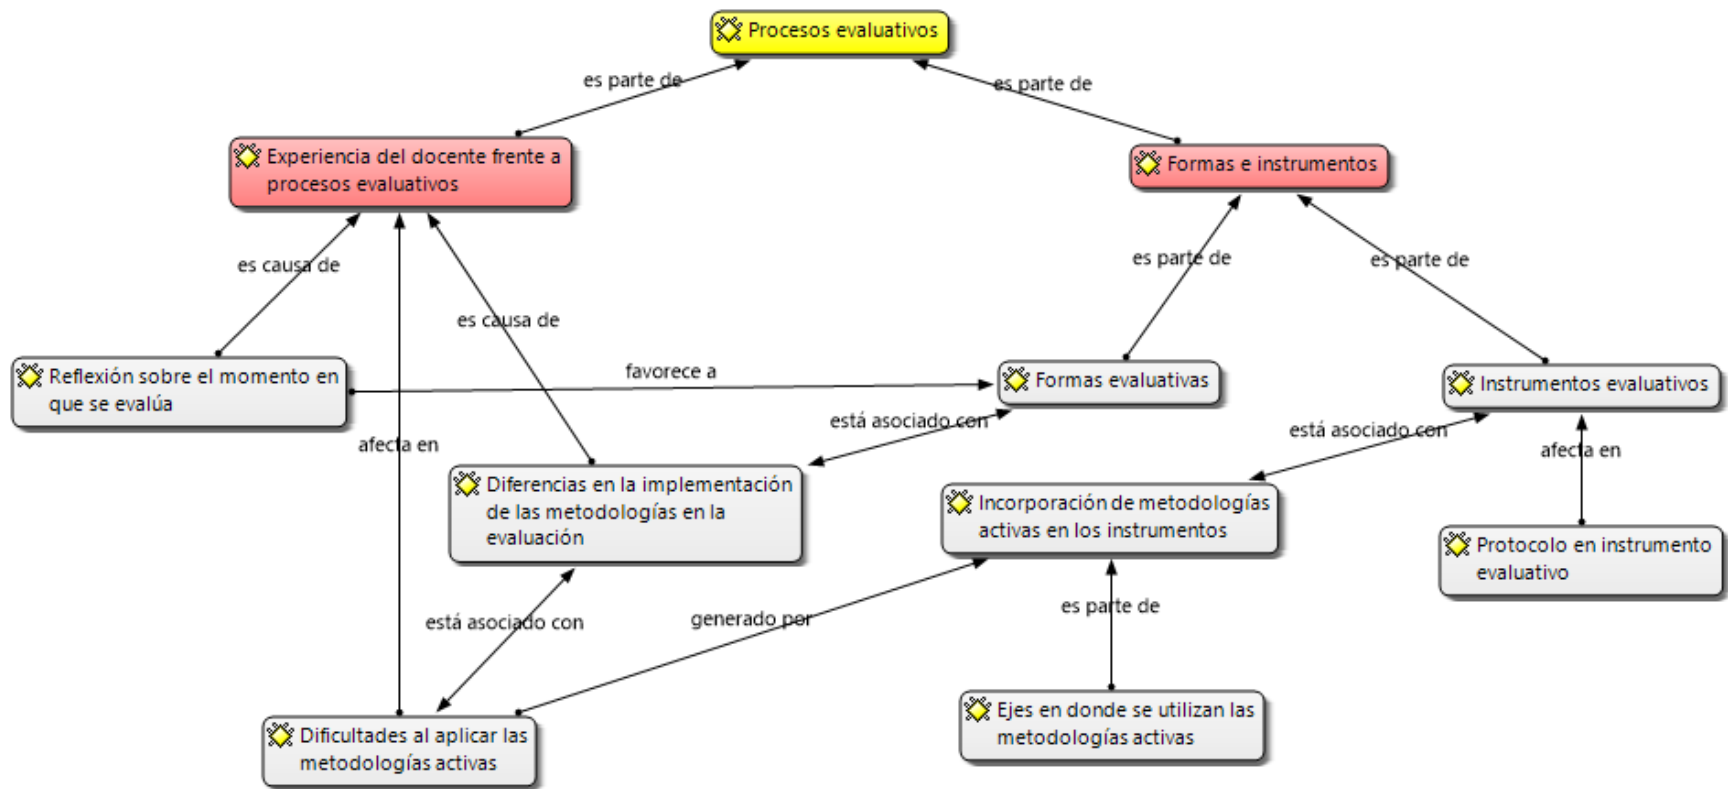 Procesos evaluativos
es parte de
es parte de
Experiencia del docente frente a
procesos evaluativos
Formas e instrumentos
es causa de
es parte de
es parte de
es causa de
Reflexión sobre el momento en
que se evalúa
favorece a
Formas evaluativas
Instrumentos evaluativos
está asociado con
está asociado con
afecta en
afecta en
Diferencias en la implementación
de las metodologías en la
evaluación
Incorporación de metodologías
activas en los instrumentos
Protocolo en instrumento
evaluativo
está asociado con
generado por
es parte de
Dificultades al aplicar las
metodologías activas
Ejes en donde se utilizan las
metodologías activas